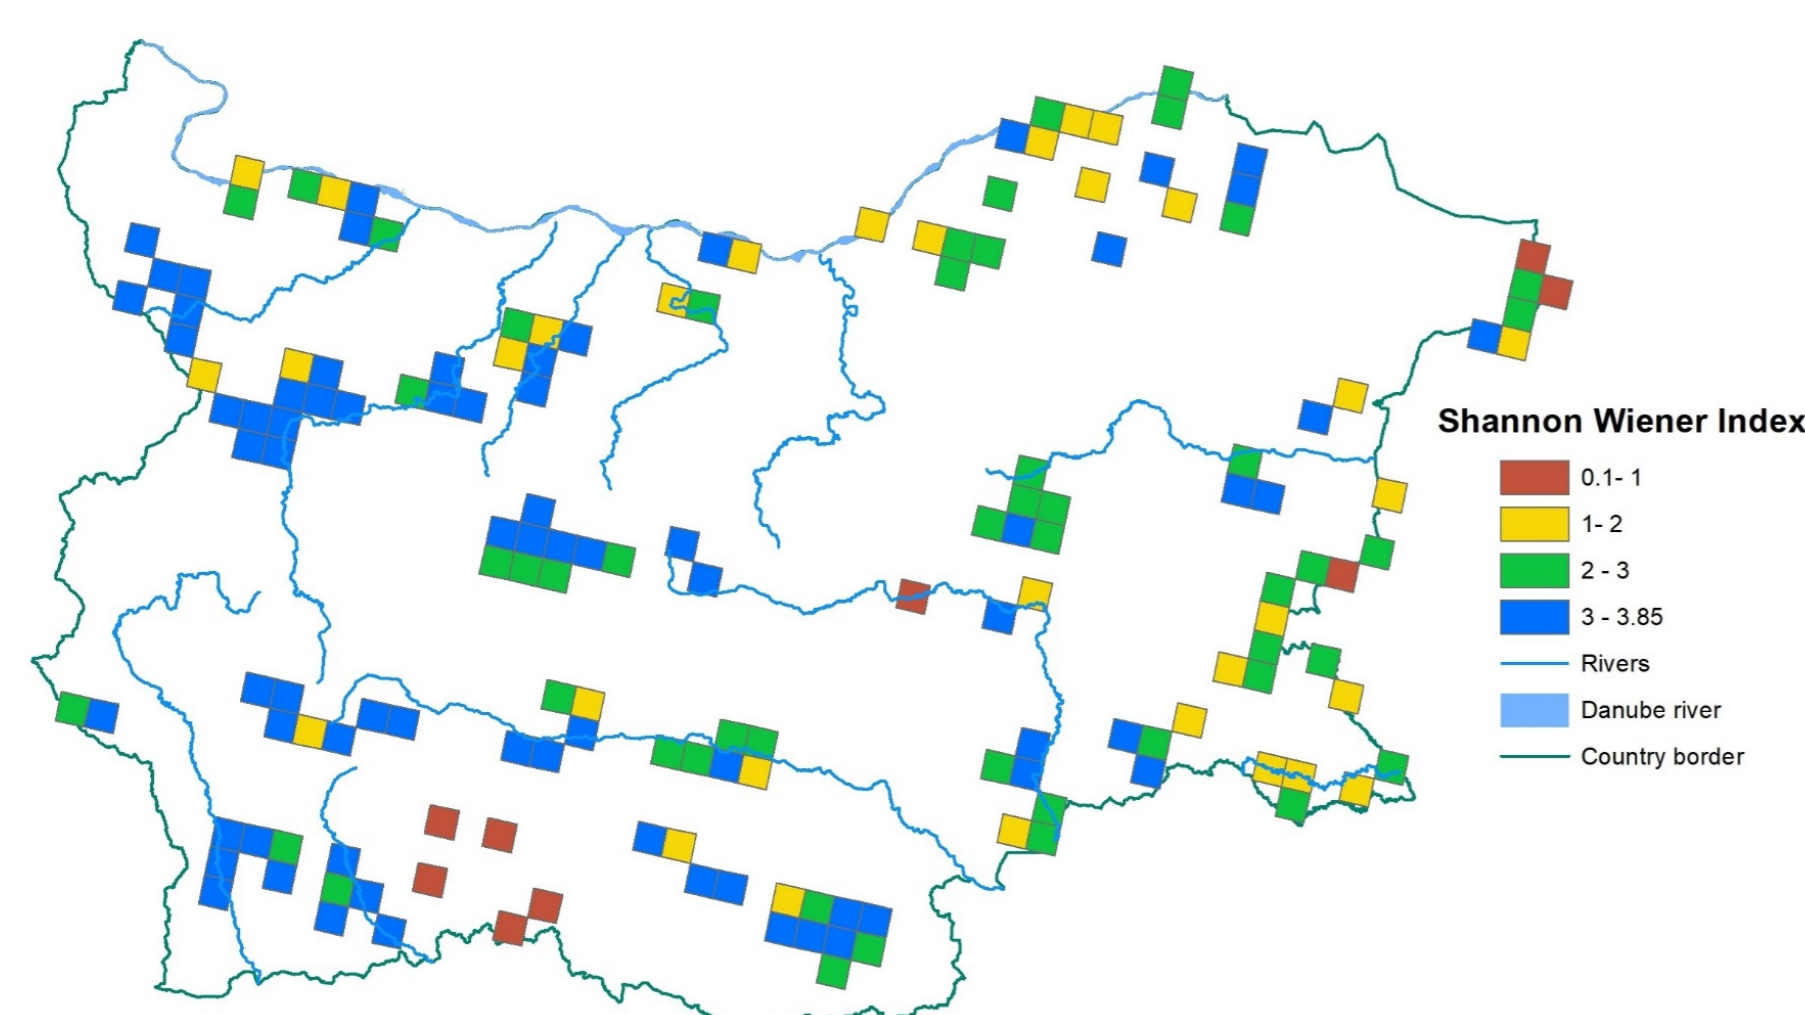 Shannon Wiener Index
0.1- 1
1- 2
2 - 3
3 - 3.85
Rivers
Danube river
Country border